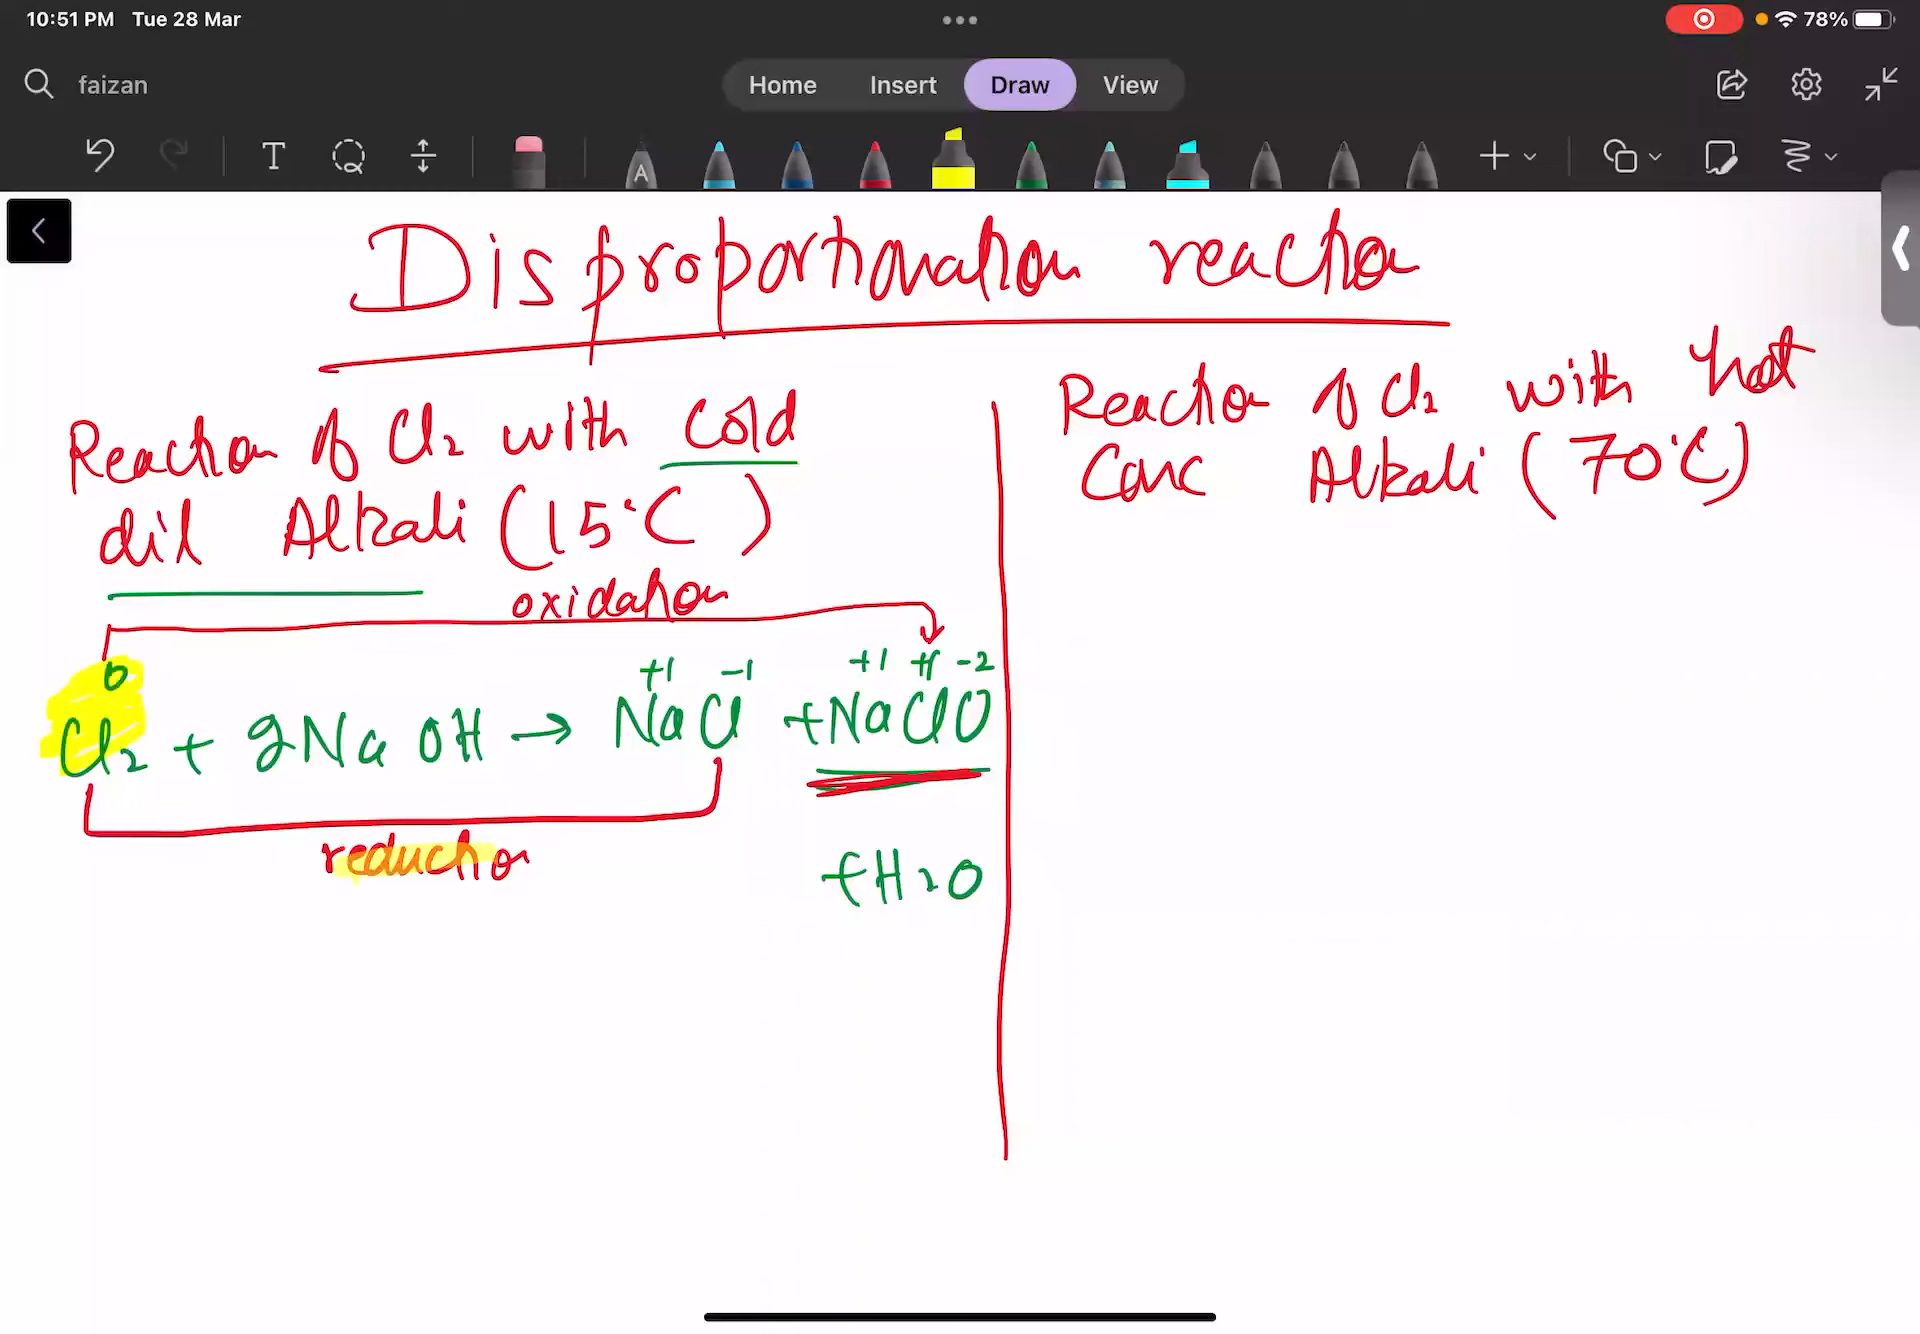 10:51 PM Tue 28 Mar
78%
faizan
Home Insert Draw View
T
A
Disproportionation reaction
Reaction of Cl2 with cold
dil Alkali (15°C)
Reaction of Cl2 with hot
Conc Alkali (70°C)
oxidation
0 +1 -1 +1 +1 -2
Cl2 + 2NaOH → NaCl + NaClO
reduction
+H2O